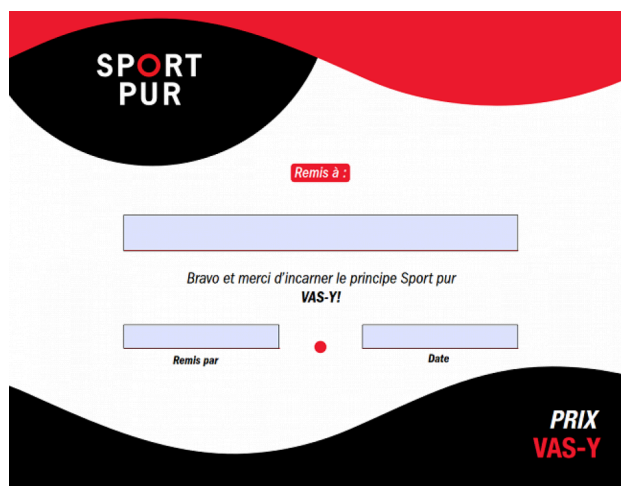 SPORT
PUR
Remis à :
Bravo et merci d'incarner le principe Sport pur
VAS-Y!
Remis par
Date
PRIX
VAS-Y